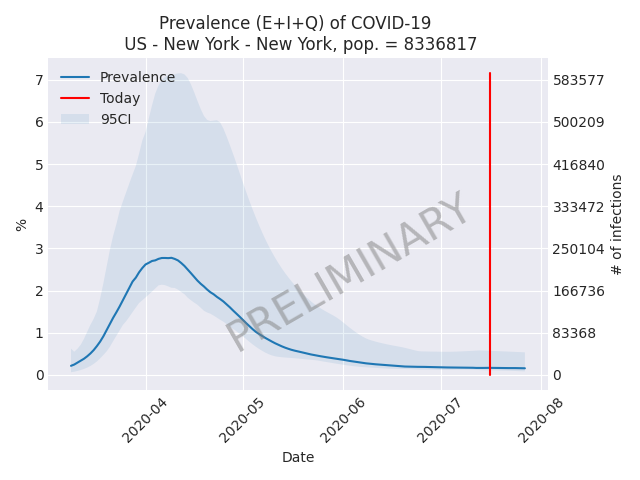 Prevalence (E+I+Q) of COVID-19
US - New York - New York, pop. = 8336817
Prevalence
Today
95CI
7
6
5
4
3
2
1
0
%
583577
500209
416840
333472
250104
166736
83368
0
# of infections
PRELIMINARY
2020-04
2020-05
2020-06
2020-07
2020-08
Date